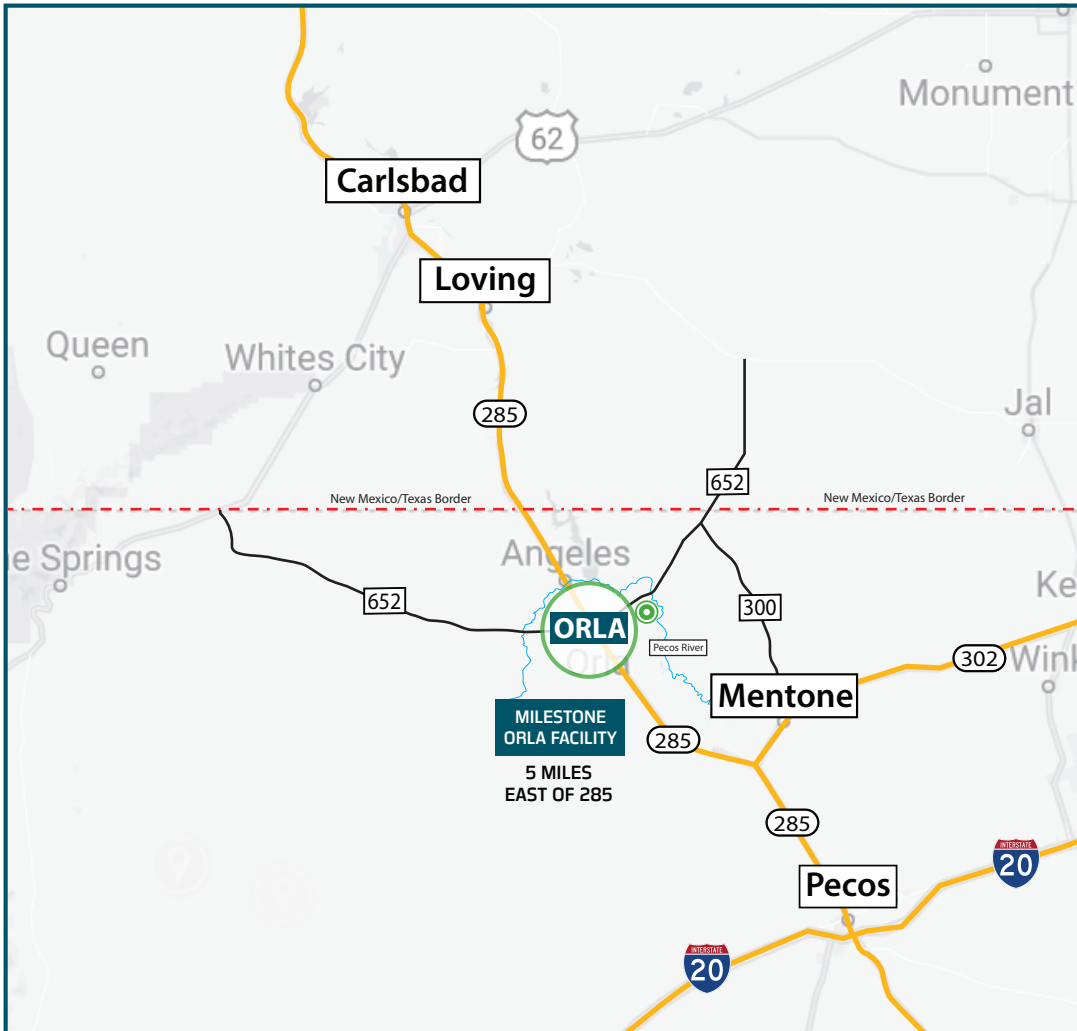 Monument
62
Carlsbad
Loving
Queen
Whites City
Jal
285
652
New Mexico/Texas Border
New Mexico/Texas Border
e Springs
Angeles
Ke
652
300
ORLA
Pecos River
Orla
302
Wink
Mentone
MILESTONE
ORLA FACILITY
285
5 MILES
EAST OF 285
285
INTERSTATE
20
Pecos
INTERSTATE
20